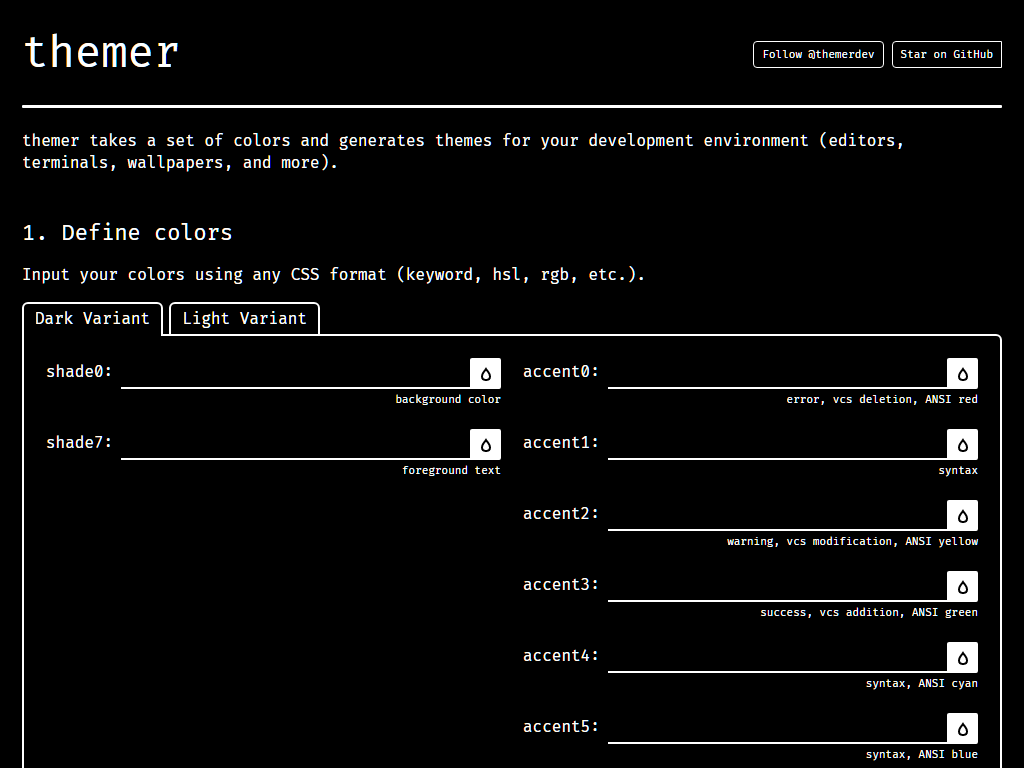 themer
Follow @themerdev
Star on GitHub
themer takes a set of colors and generates themes for your development environment (editors,
terminals, wallpapers, and more).
1. Define colors
Input your colors using any CSS format (keyword, hsl, rgb, etc.).
Dark Variant
Light Variant
shade0:
background color
shade7:
foreground text
accent0:
error, vcs deletion, ANSI red
accent1:
syntax
accent2:
warning, vcs modification, ANSI yellow
accent3:
success, vcs addition, ANSI green
accent4:
syntax, ANSI cyan
accent5:
syntax, ANSI blue